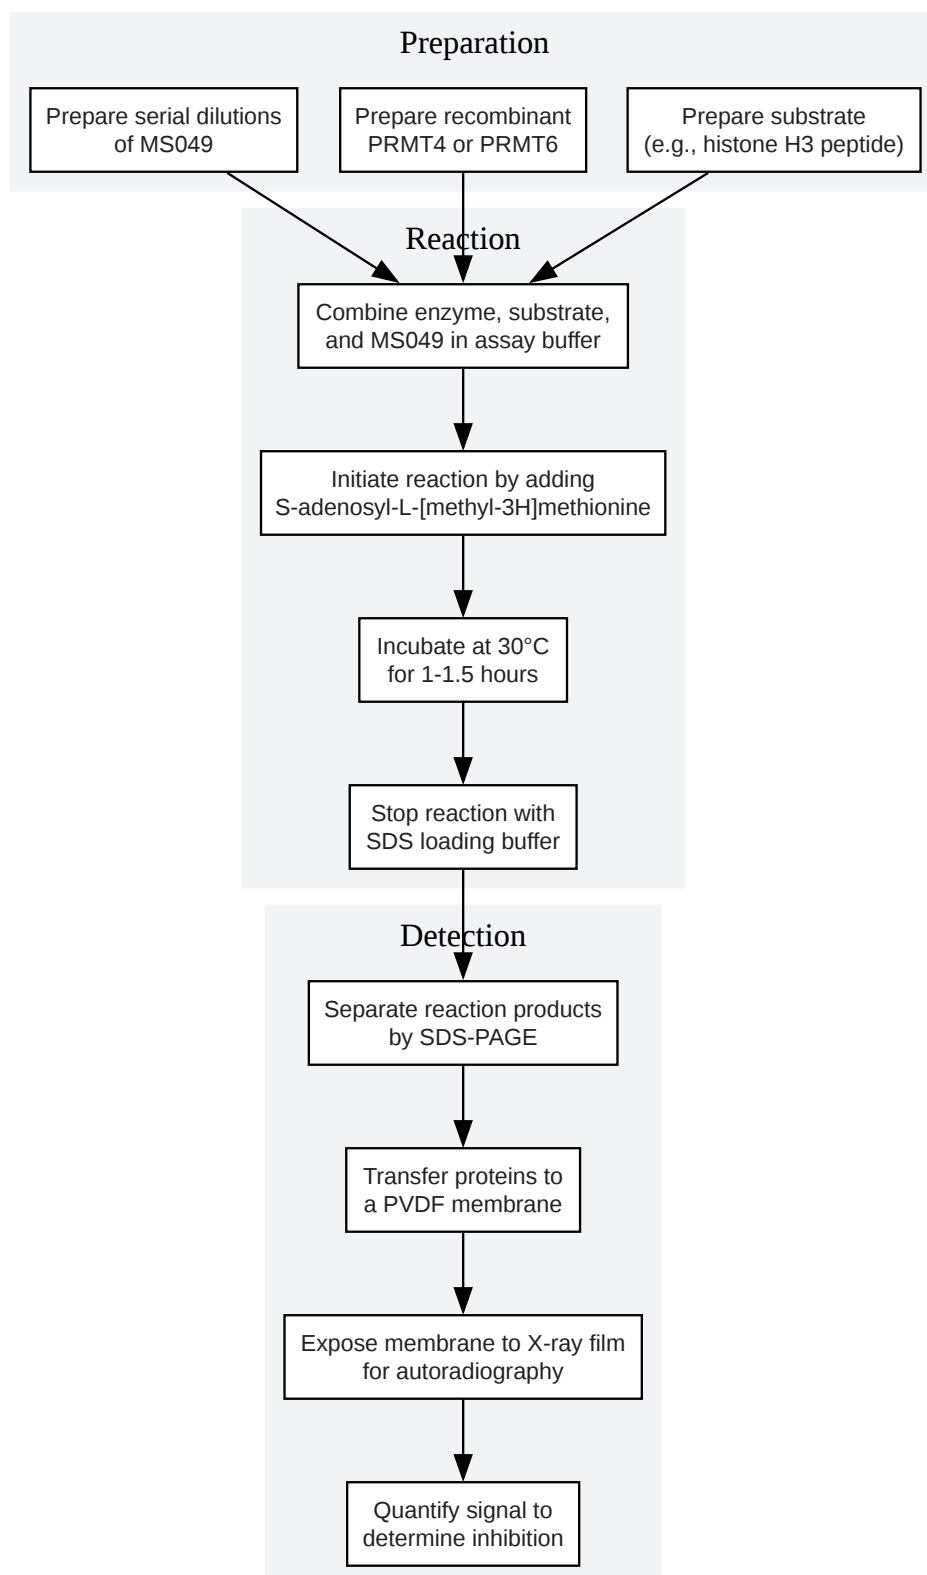 Preparation
Prepare serial dilutions
of MS049
Prepare recombinant
PRMT4 or PRMT6
Prepare substrate
(e.g., histone H3 peptide)
Reaction
Combine enzyme, substrate,
and MS049 in assay buffer
Initiate reaction by adding
S-adenosyl-L-[methyl-3H]methionine
Incubate at 30°C
for 1-1.5 hours
Stop reaction with
SDS loading buffer
Detection
Separate reaction products
by SDS-PAGE
Transfer proteins to
a PVDF membrane
Expose membrane to X-ray film
for autoradiography
Quantify signal to
determine inhibition